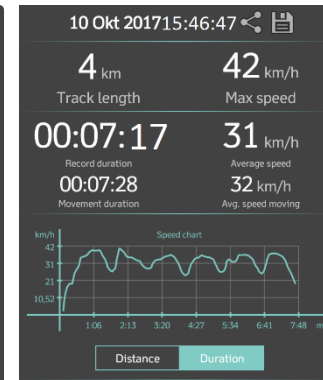 10 Okt 2017 15:46:47
4 km
42 km/h
Track length
Max speed
00:07:17
31 km/h
Record duration
Average speed
00:07:28
32 km/h
Movement duration
Avg. speed moving
km/h
Speed chart
42
31
21
10,52
1:06 2:13 3:20 4:27 5:34 6:41 7:48 m
Distance
Duration